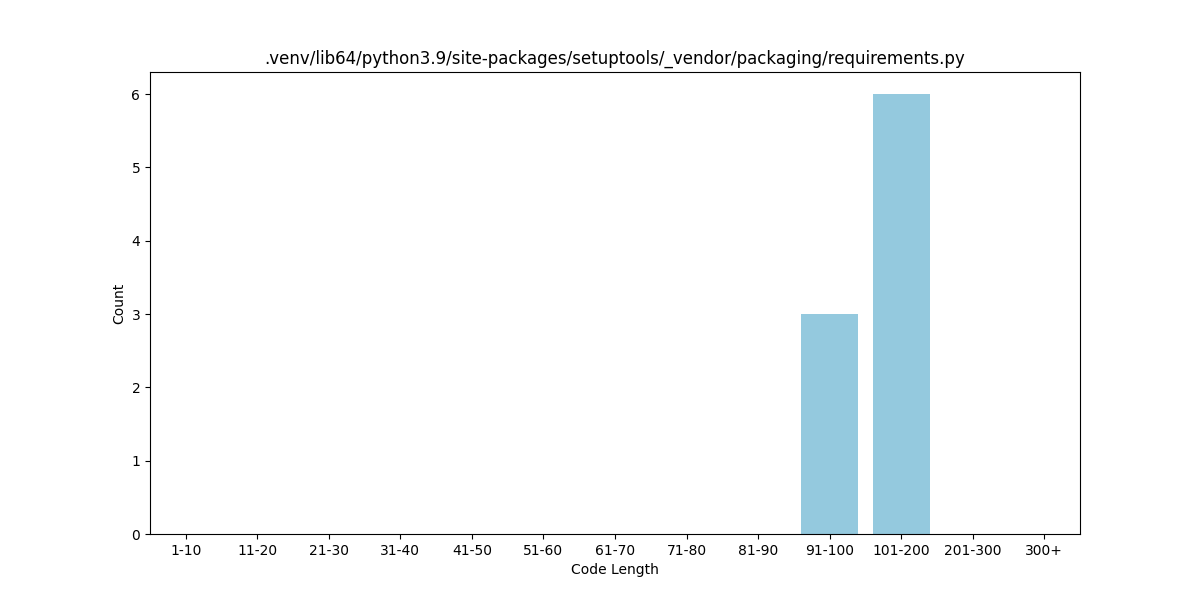 .venv/lib64/python3.9/site-packages/setuptools/_vendor/packaging/requirements.py
6
5
4
3
2
1
0
Count
1-10 11-20 21-30 31-40 41-50 51-60 61-70 71-80 81-90 91-100 101-200 201-300 300+
Code Length